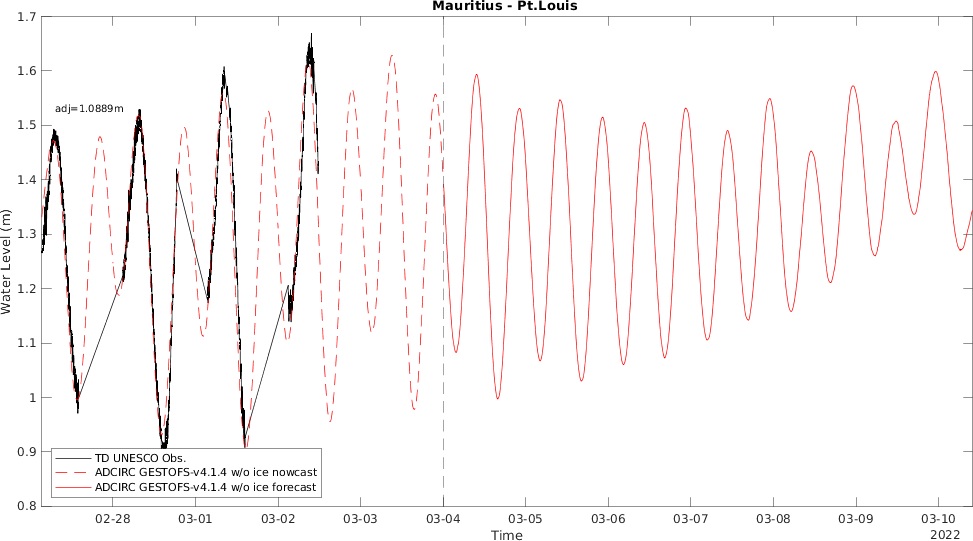 Mauritius - Pt.Louis
1.7
1.6
1.5
1.4
1.3
1.2
1.1
1
0.9
0.8
Water Level (m)
adj=1.0889m
TD UNESCO Obs.
ADCIRC GESTOFS-v4.1.4 w/o ice nowcast
ADCIRC GESTOFS-v4.1.4 w/o ice forecast
02-28 03-01 03-02 03-03 03-04 03-05 03-06 03-07 03-08 03-09 03-10
2022
Time